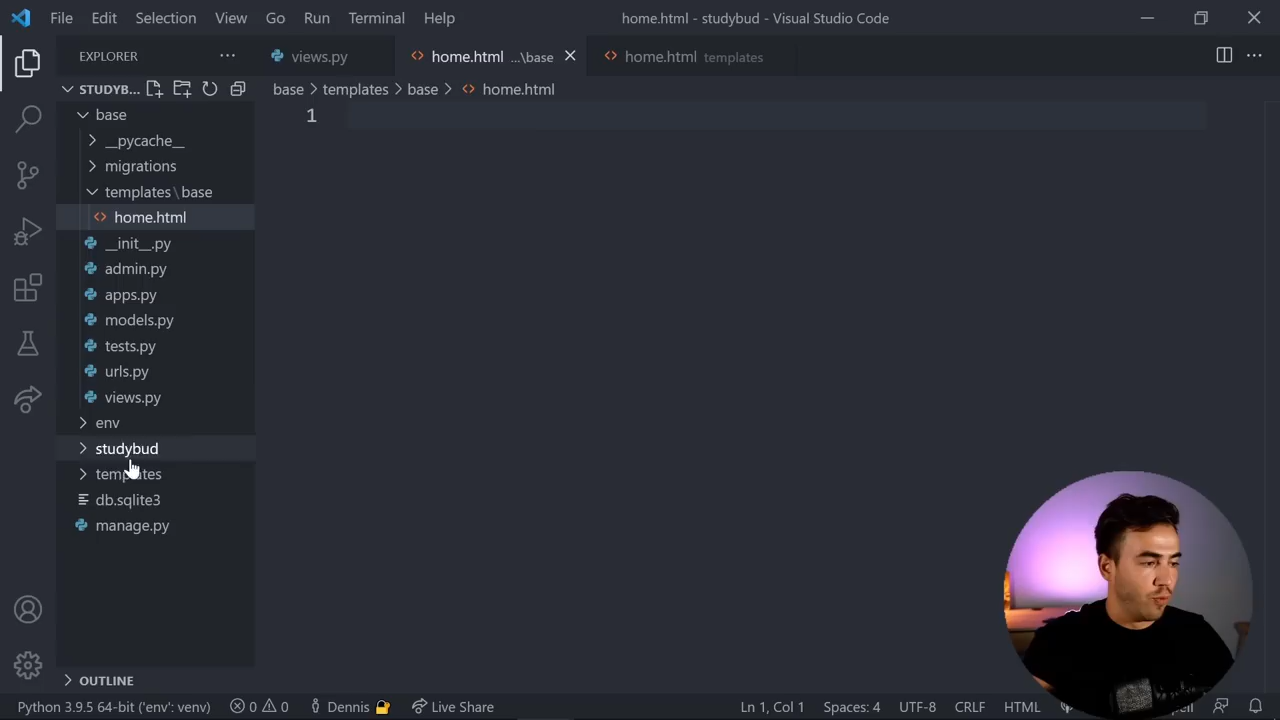 File Edit Selection View Go Run Terminal Help home.html - studybud - Visual Studio Code
EXPLORER views.py home.html ...\base home.html templates
STUDYB... base > templates > base > home.html
base
1
__pycache__
migrations
templates\base
home.html
__init__.py
admin.py
apps.py
models.py
tests.py
urls.py
views.py
env
studybud
templates
db.sqlite3
manage.py
OUTLINE
Python 3.9.5 64-bit ('env': venv) 0 0 Dennis Live Share Ln 1, Col 1 Spaces: 4 UTF-8 CRLF HTML